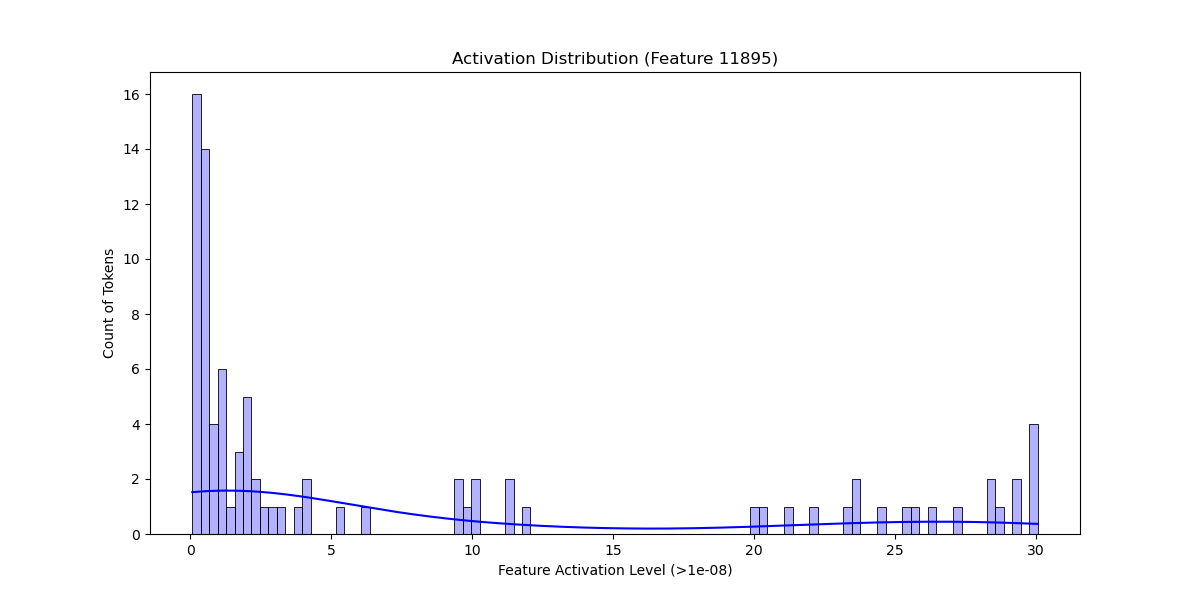 Activation Distribution (Feature 11895)
16
14
12
10
8
6
4
2
0
Count of Tokens
0 5 10 15 20 25 30
Feature Activation Level (>1e-08)